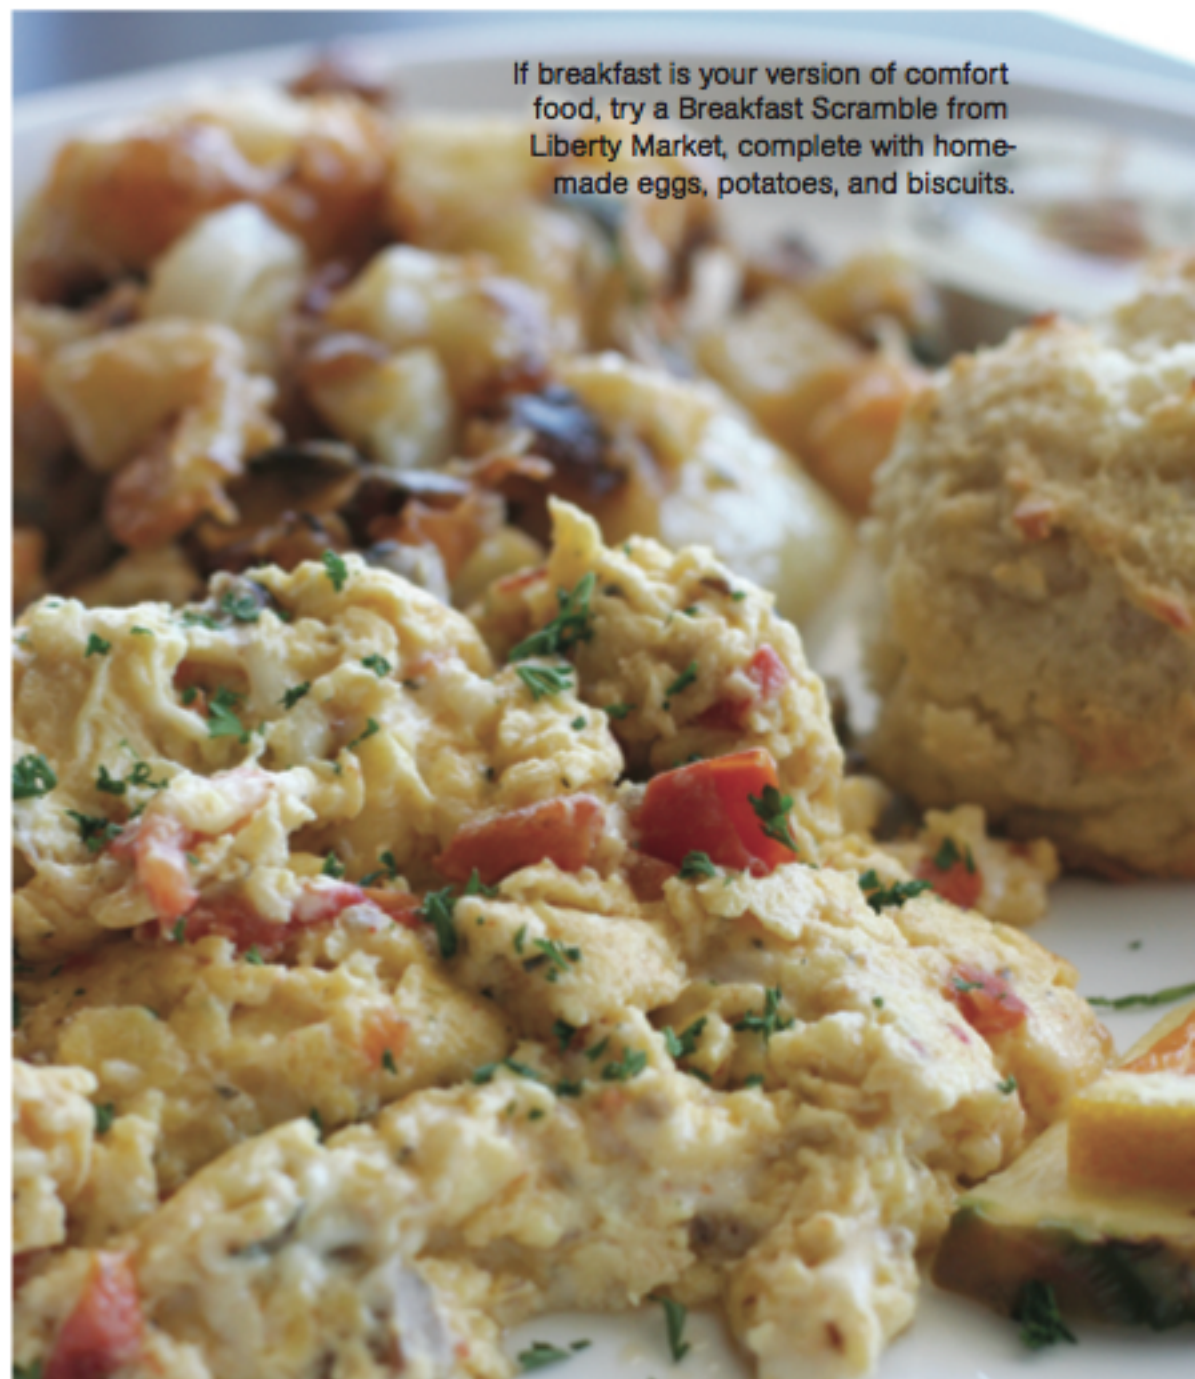 If breakfast is your version of comfort
food, try a Breakfast Scramble from
Liberty Market, complete with home-
made eggs, potatoes, and biscuits.